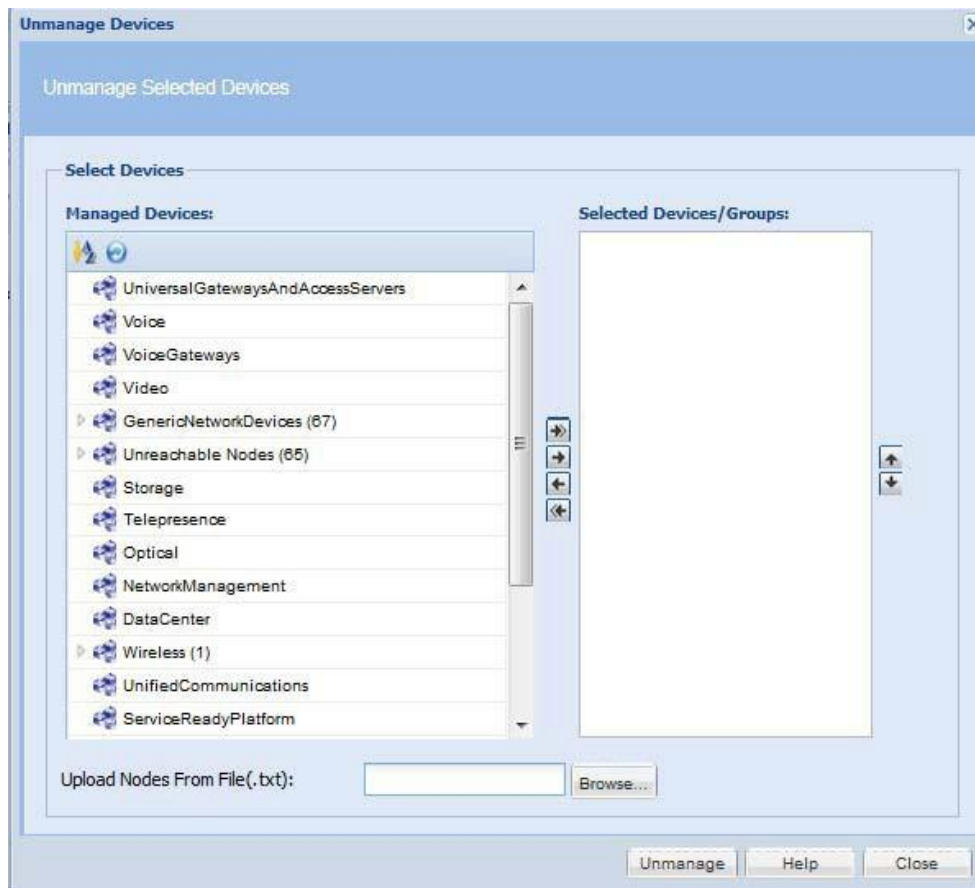 Unmanage Devices
Unmanage Selected Devices
Select Devices
Managed Devices:
Selected Devices/Groups:
UniversalGatewaysAndAccessServers
Voice
VoiceGateways
Video
GenericNetworkDevices (67)
Unreachable Nodes (65)
Storage
Telepresence
Optical
NetworkManagement
DataCenter
Wireless (1)
UnifiedCommunications
ServiceReadyPlatform
Upload Nodes From File(.txt):
Browse...
Unmanage
Help
Close